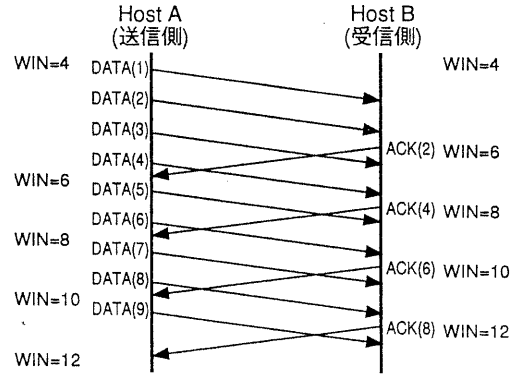 Host A
(送信側)
Host B
(受信側)
WIN=4
DATA(1)
WIN=4
DATA(2)
DATA(3)
ACK(2) WIN=6
DATA(4)
WIN=6
DATA(5)
ACK(4) WIN=8
DATA(6)
WIN=8
DATA(7)
ACK(6) WIN=10
DATA(8)
WIN=10
DATA(9)
ACK(8) WIN=12
WIN=12